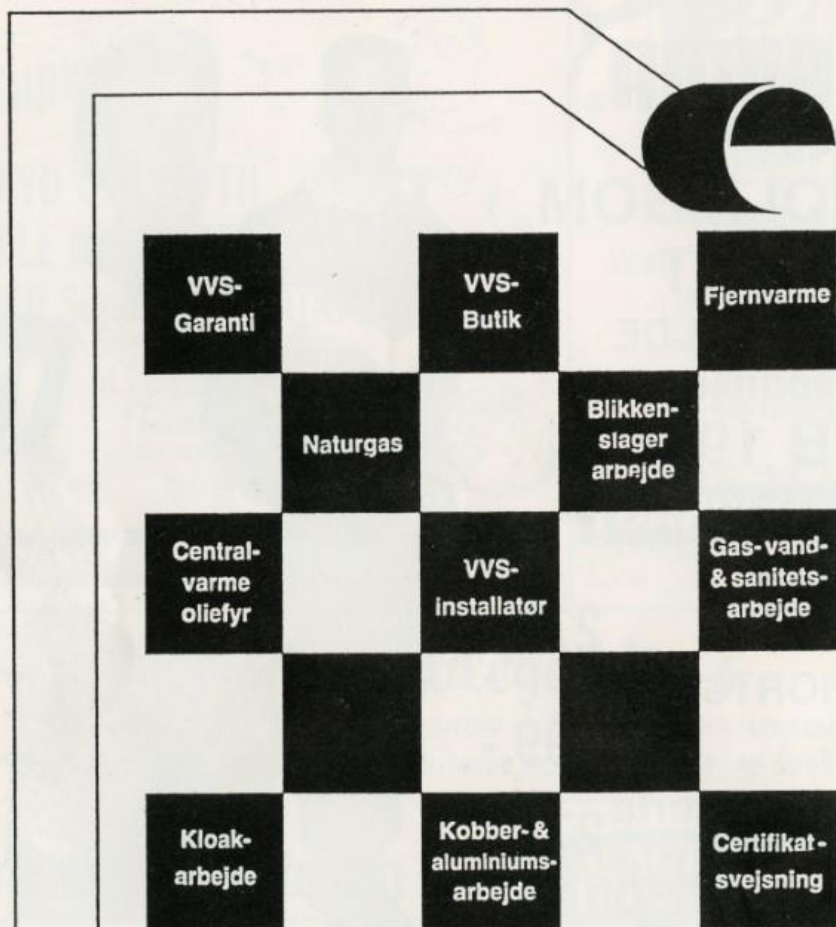 VVS-
Garanti
VVS-
Butik
Fjernvarme
Naturgas
Blikken-
slager
arbejde
Central-
varme
oliefyr
VVS-
installatør
Gas-vand-
& sanitets-
arbejde
Kloak-
arbejde
Kobber- &
aluminiums-
arbejde
Certifikat-
svejsning